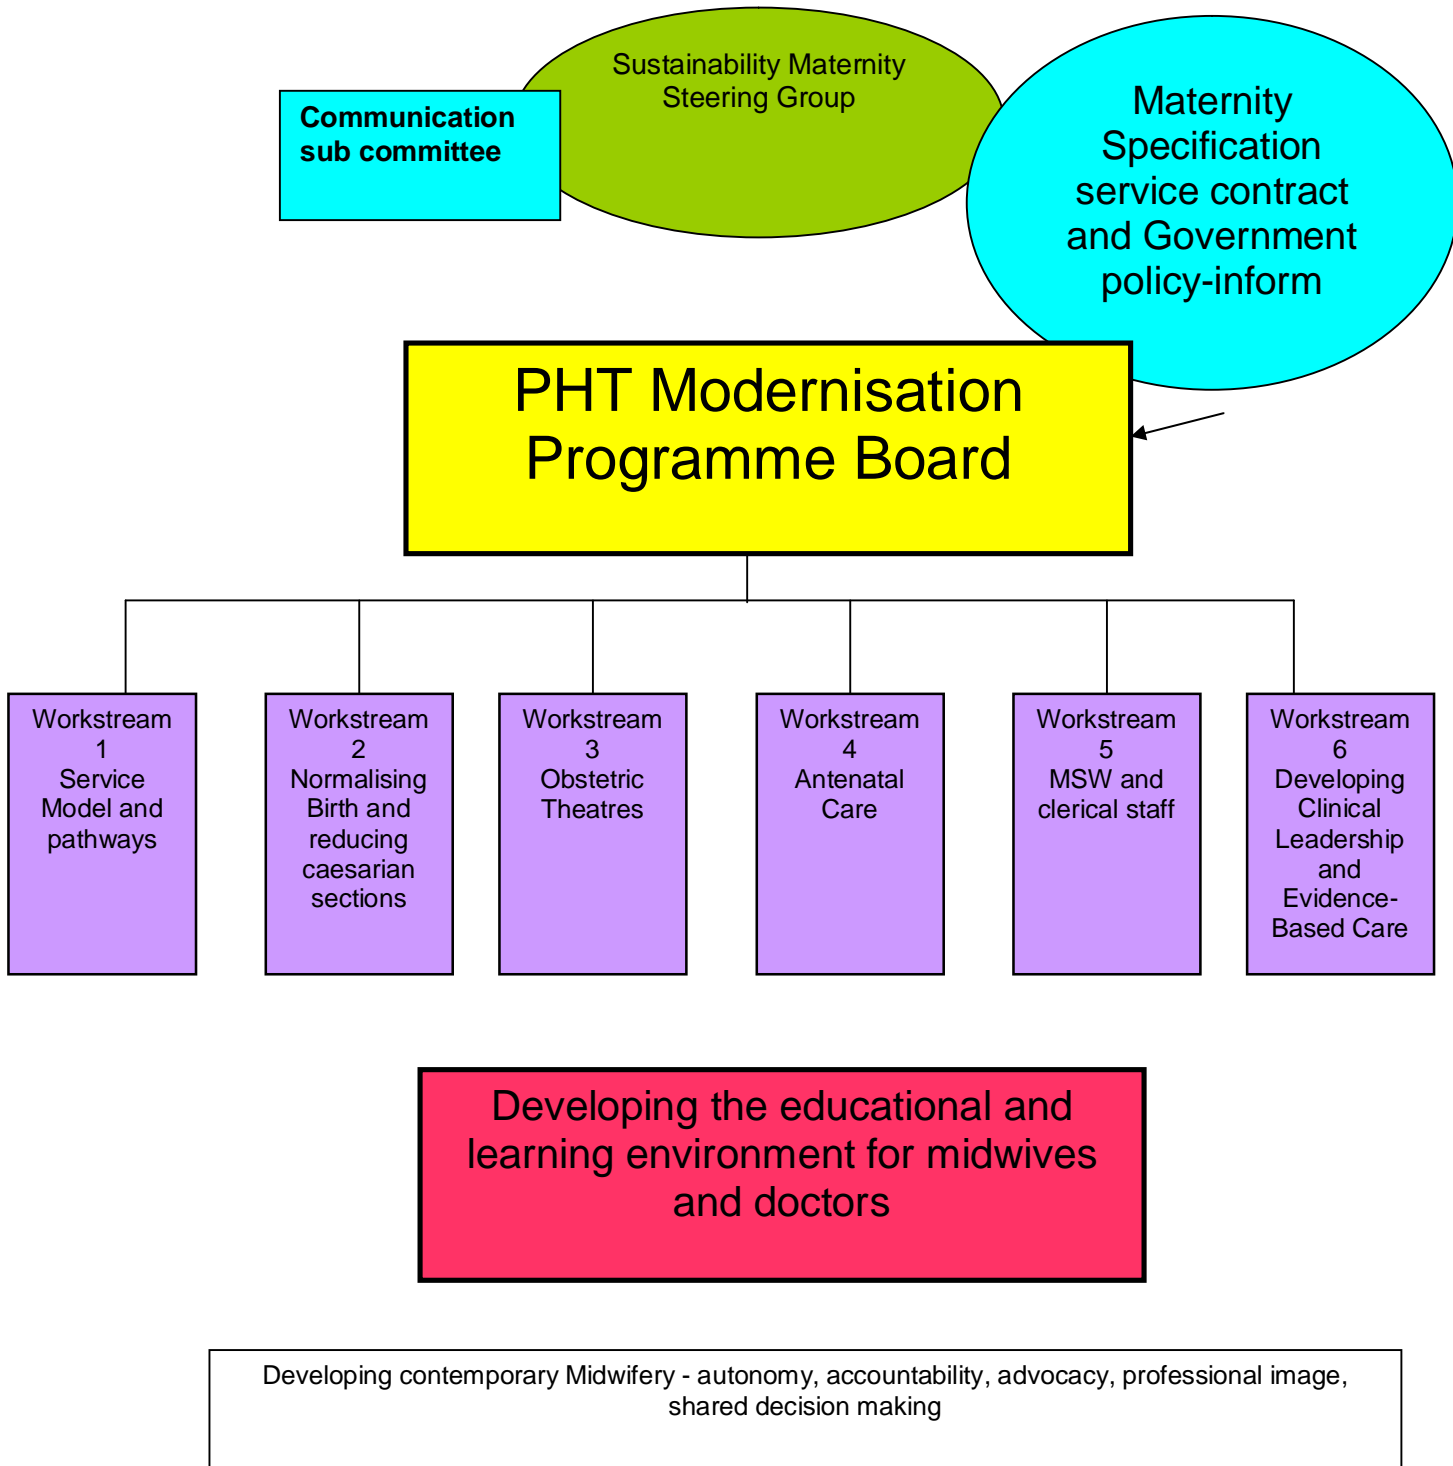 Sustainability Maternity
Steering Group
Communication
sub committee
Maternity
Specification
service contract
and Government
policy-inform
PHT Modernisation
Programme Board
Workstream
1
Service
Model and
pathways
Workstream
2
Normalising
Birth and
reducing
caesarian
sections
Workstream
3
Obstetric
Theatres
Workstream
4
Antenatal
Care
Workstream
5
MSW and
clerical staff
Workstream
6
Developing
Clinical
Leadership
and
Evidence-
Based Care
Developing the educational and
learning environment for midwives
and doctors
Developing contemporary Midwifery - autonomy, accountability, advocacy, professional image,
shared decision making